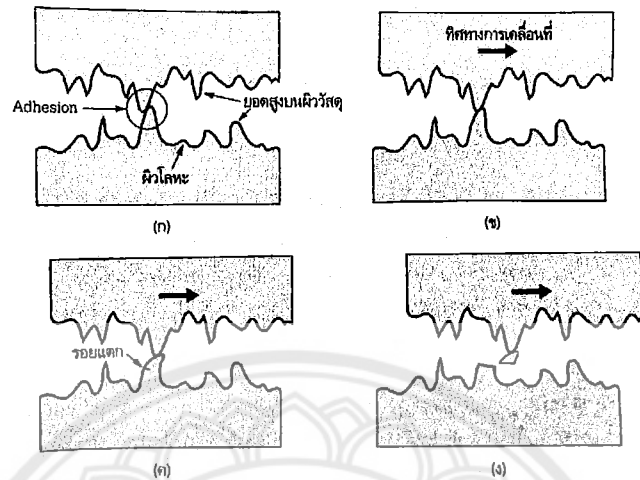 ทิศทางการเคลื่อนที่
Adhesion
ยอดสูงบนผิววัสดุ
ผิวโลหะ
(ก)
(ข)
รอยแตก
(ค)
(ง)